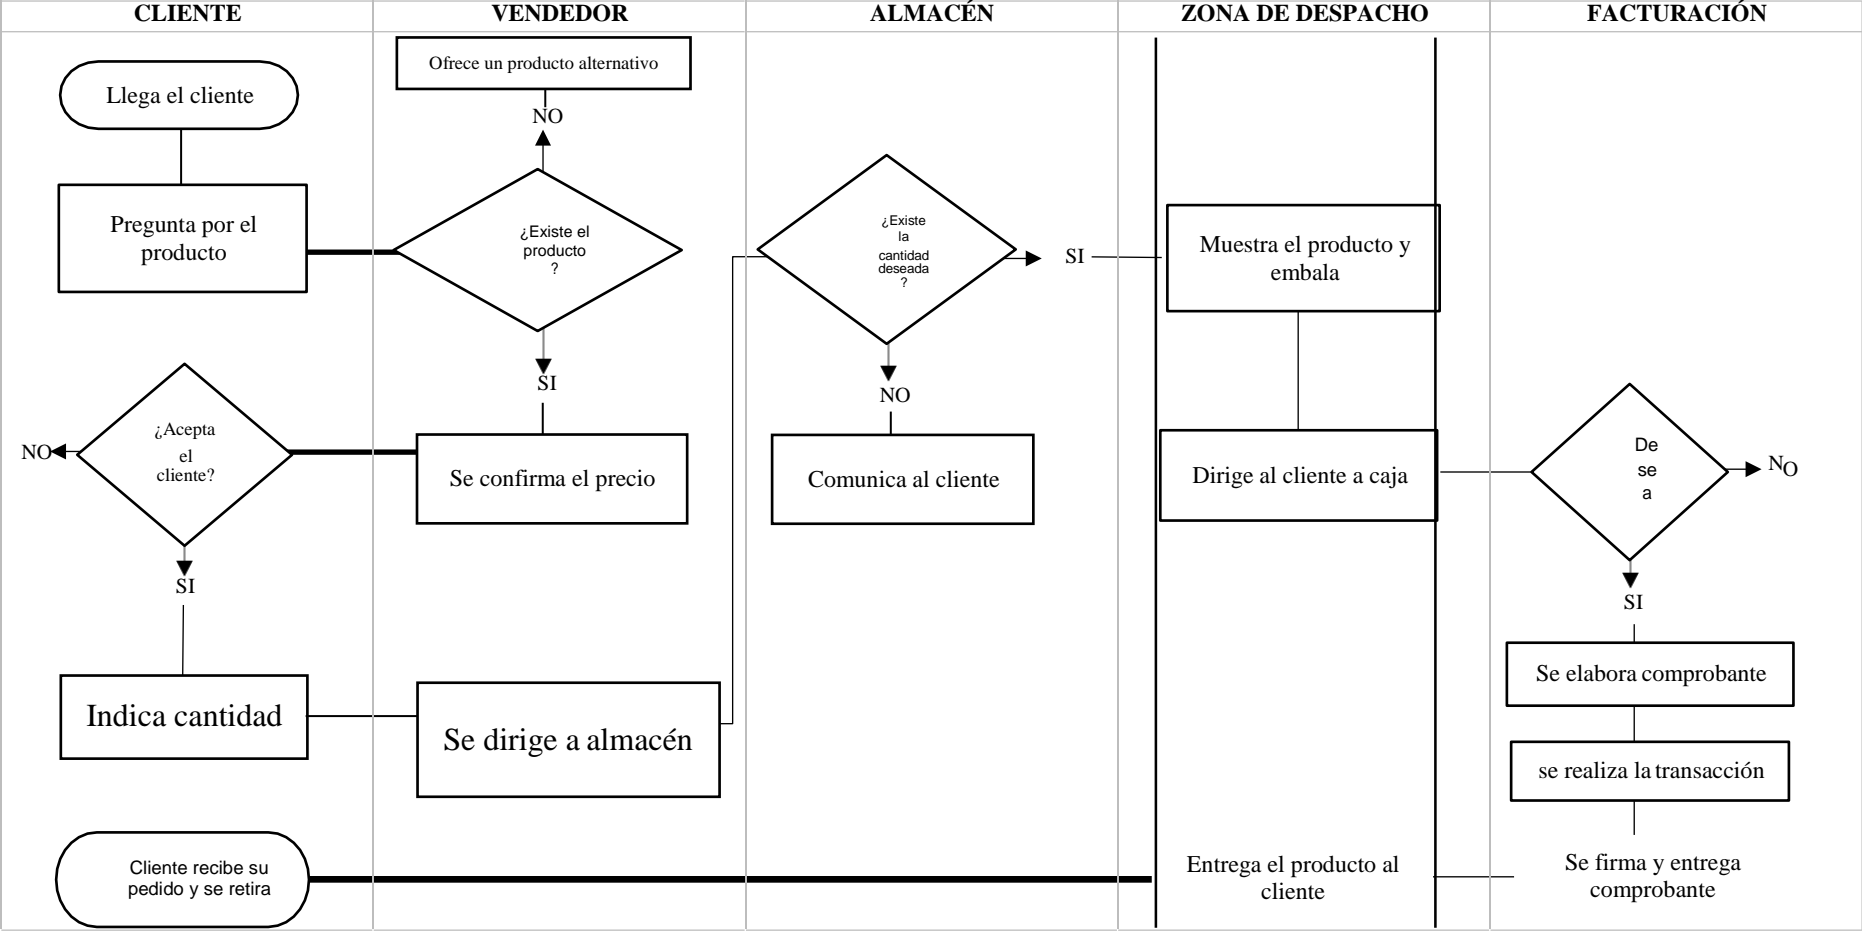 CLIENTE
VENDEDOR
ALMACÉN
ZONA DE DESPACHO
FACTURACIÓN
Llega el cliente
Pregunta por el
producto
¿Acepta
el
cliente?
NO
SI
Indica cantidad
Cliente recibe su
pedido y se retira
Ofrece un producto alternativo
NO
¿Existe el
producto
?
SI
Se confirma el precio
Se dirige a almacén
¿Existe
la
cantidad
deseada
?
SI
NO
Comunica al cliente
Muestra el producto y
embala
Dirige al cliente a caja
Entrega el producto al
cliente
De
se
a
NO
SI
Se elabora comprobante
se realiza la transacción
Se firma y entrega
comprobante